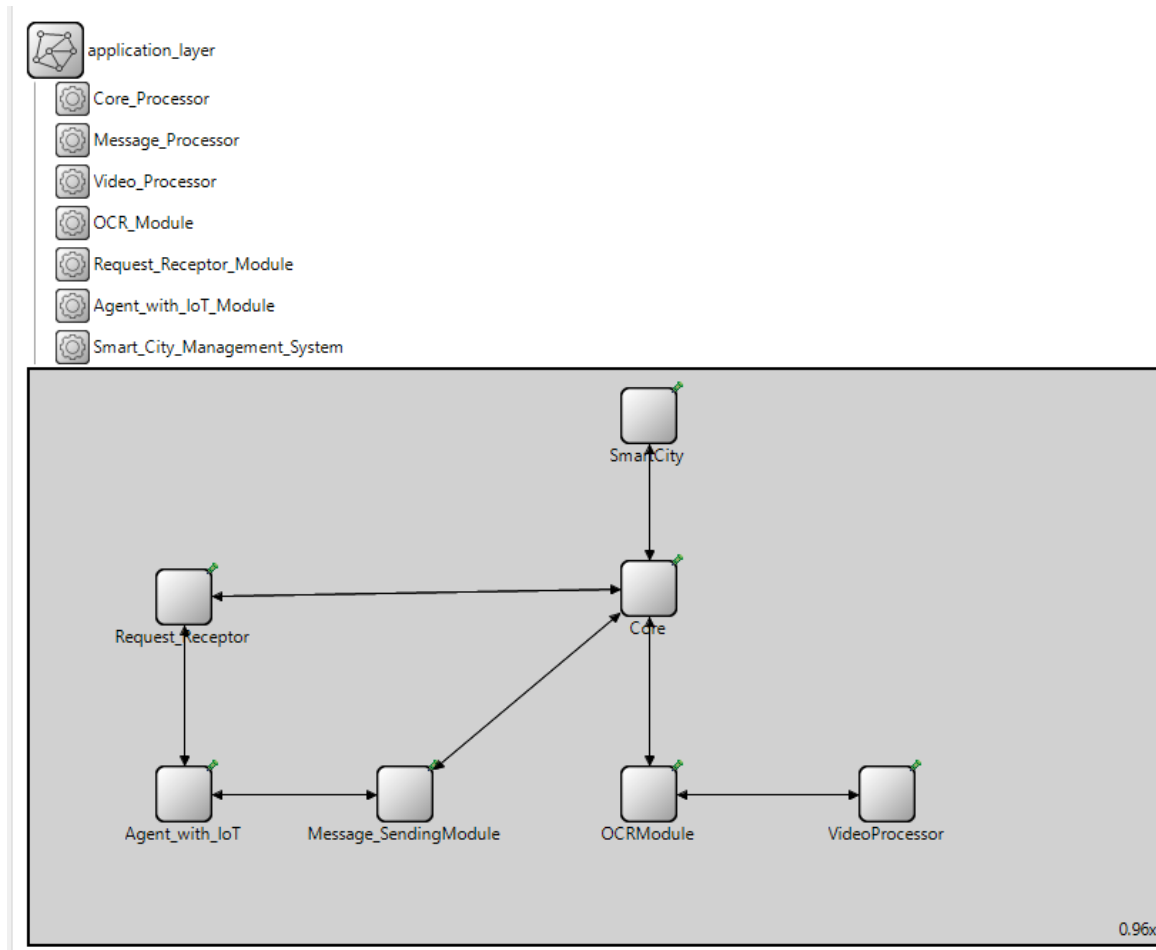 application_layer
Core_Processor
Message_Processor
Video_Processor
OCR_Module
Request_Receptor_Module
Agent_with_IoT_Module
Smart_City_Management_System
SmartCity
Request_Receptor
Core
Agent_with_IoT
Message_SendingModule
OCRModule
VideoProcessor
0.96x